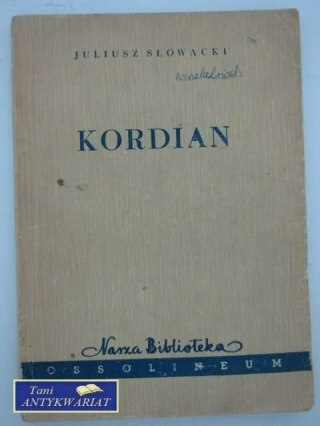 JULIUSZ SŁOWACKI
KORDIAN
Nasza Biblioteka
OSSOLINEUM
Tani
ANTYKWARIAT